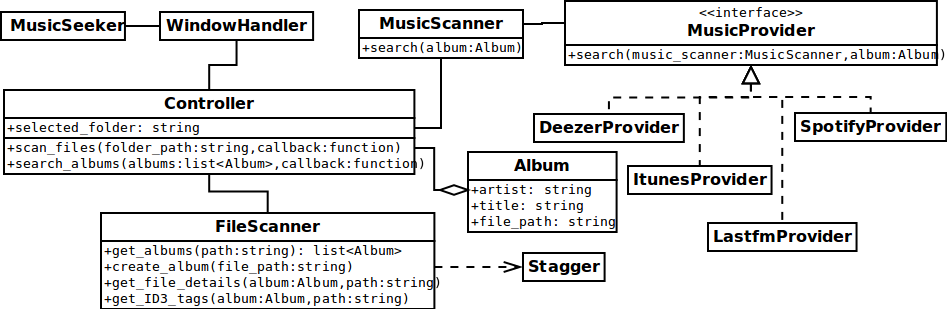 MusicSeeker
WindowHandler
MusicScanner
+search(album:Album)
<<interface>>
MusicProvider
+search(music_scanner:MusicScanner,album:Album)
Controller
+selected_folder: string
+scan_files(folder_path:string,callback:function)
+search_albums(albums:list<Album>,callback:function)
DeezerProvider
SpotifyProvider
ItunesProvider
LastfmProvider
Album
+artist: string
+title: string
+file_path: string
FileScanner
+get_albums(path:string): list<Album>
+create_album(file_path:string)
+get_file_details(album:Album,path:string)
+get_ID3_tags(album:Album,path:string)
Stagger